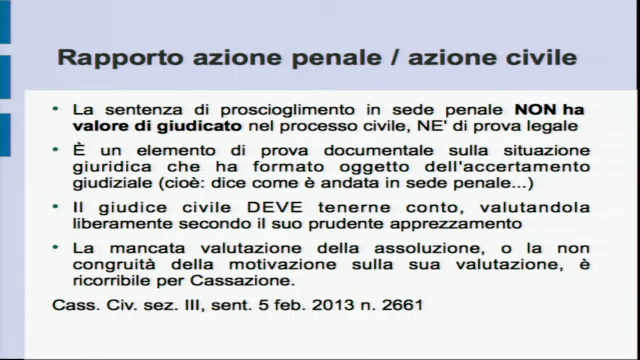 Rapporto azione penale / azione civile
• La sentenza di proscioglimento in sede penale NON ha
valore di giudicato nel processo civile, NE' di prova legale
• È un elemento di prova documentale sulla situazione
giuridica che ha formato oggetto dell'accertamento
giudiziale (cioè: dice come è andata in sede penale...)
• Il giudice civile DEVE tenerne conto, valutandola
liberamente secondo il suo prudente apprezzamento
• La mancata valutazione della assoluzione, o la non
congruità della motivazione sulla sua valutazione, è
ricorribile per Cassazione.
Cass. Civ. sez. III, sent. 5 feb. 2013 n. 2661